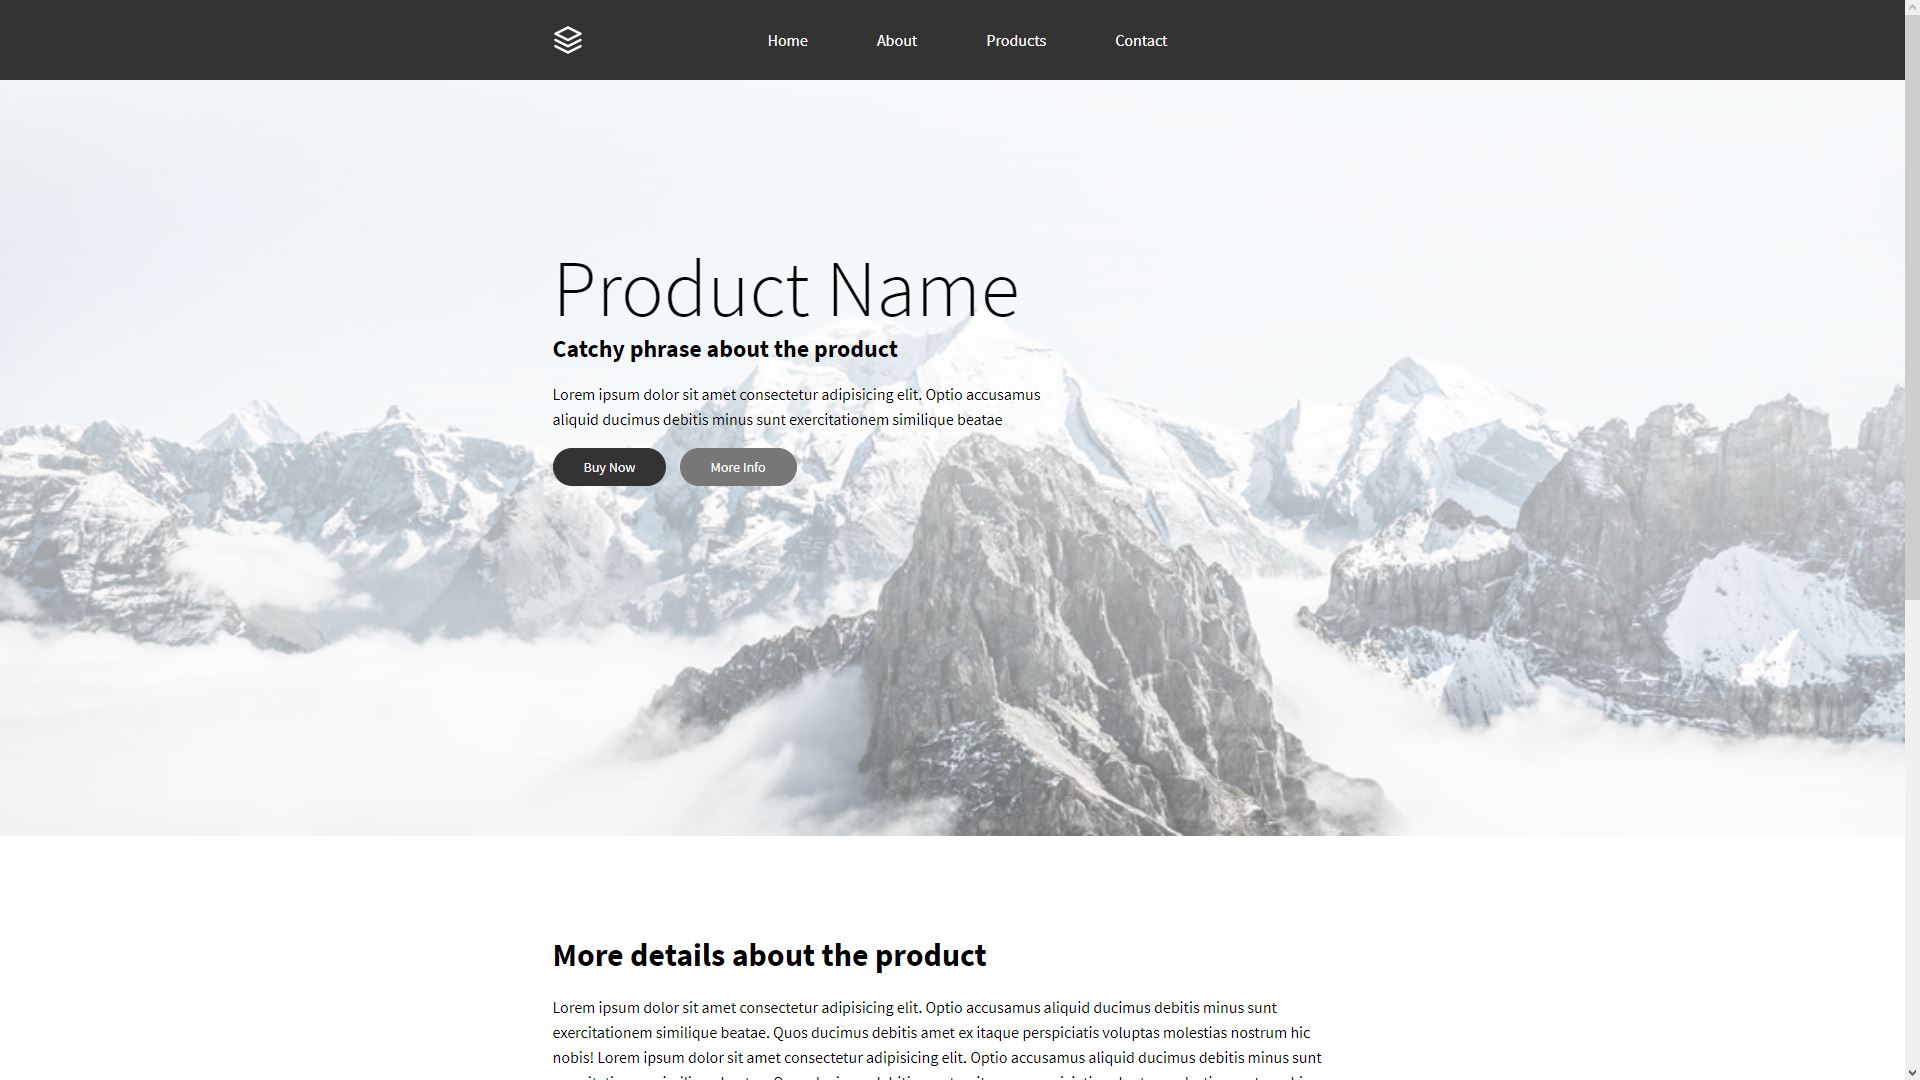 Home About Products Contact
Product Name
Catchy phrase about the product
Lorem ipsum dolor sit amet consectetur adipisicing elit. Optio accusamus
aliquid ducimus debitis minus sunt exercitationem similique beatae
Buy Now More Info
More details about the product
Lorem ipsum dolor sit amet consectetur adipisicing elit. Optio accusamus aliquid ducimus debitis minus sunt
exercitationem similique beatae. Quos ducimus debitis amet ex itaque perspiciatis voluptas molestias nostrum hic
nobis! Lorem ipsum dolor sit amet consectetur adipisicing elit. Optio accusamus aliquid ducimus debitis minus sunt